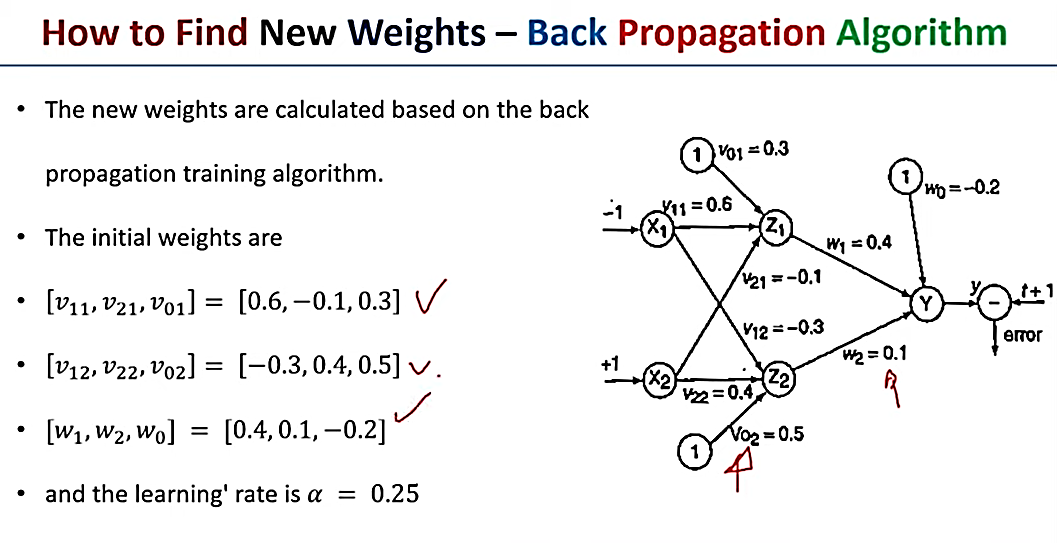 How to Find New Weights – Back Propagation Algorithm
• The new weights are calculated based on the back
propagation training algorithm.
• The initial weights are
• [v₁₁, v₂₁, v₀₁] = [0.6, −0.1, 0.3]
• [v₁₂, v₂₂, v₀₂] = [−0.3, 0.4, 0.5]
• [w₁, w₂, w₀] = [0.4, 0.1, −0.2]
• and the learning' rate is α = 0.25
1
V01 = 0.3
1
w0 = −0.2
−1
X1
V11 = 0.6
Z1
w1 = 0.4
V21 = −0.1
Y
y
−
t+1
error
V12 = −0.3
+1
X2
V22 = 0.4
Z2
w2 = 0.1
1
V02 = 0.5